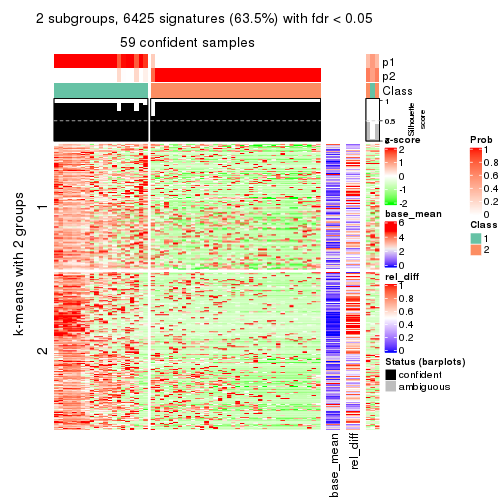 2 subgroups, 6425 signatures (63.5%) with fdr < 0.05
59 confident samples
p1
p2
Class
1
0.5
Silhouette
score
k-means with 2 groups
1
2
base_mean
rel_diff
z-score
2
1
0
-1
-2
base_mean
6
4
2
0
rel_diff
1
0.8
0.6
0.4
0.2
0
Status (barplots)
confident
ambiguous
Prob
1
0.8
0.6
0.4
0.2
0
Class
1
2